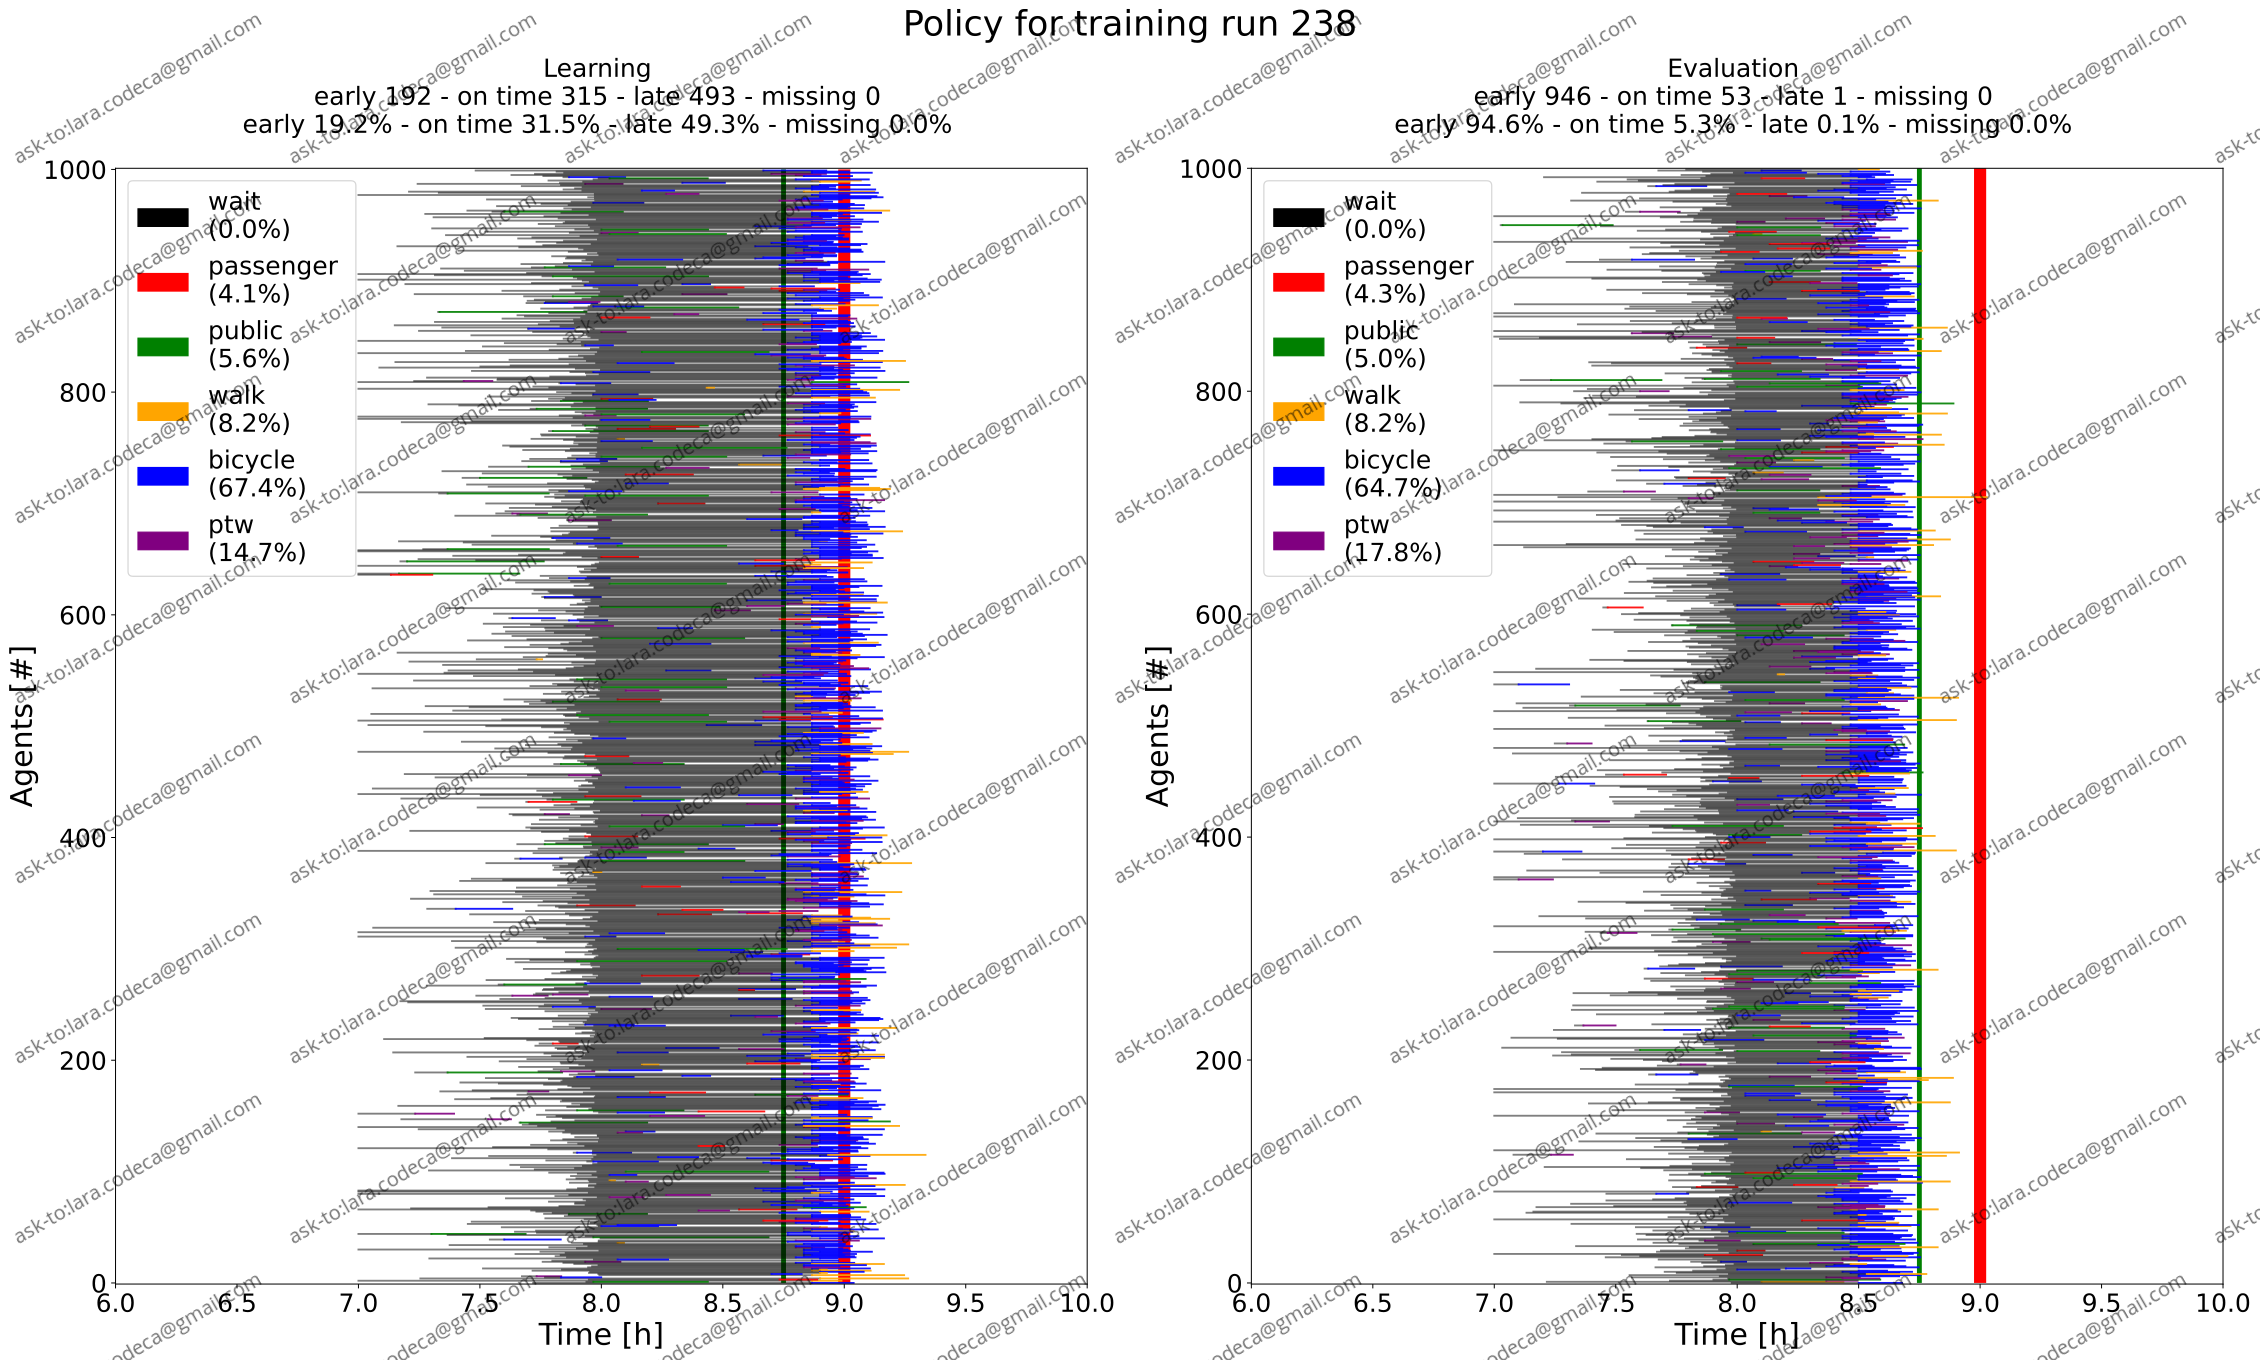 Policy for training run 238
Learning
early 192 - on time 315 - late 493 - missing 0
early 19.2% - on time 31.5% - late 49.3% - missing 0.0%
1000
800
600
400
200
0
Agents [#]
wait
(0.0%)
passenger
(4.1%)
public
(5.6%)
walk
(8.2%)
bicycle
(67.4%)
ptw
(14.7%)
6.0 6.5 7.0 7.5 8.0 8.5 9.0 9.5 10.0
Time [h]
Evaluation
early 946 - on time 53 - late 1 - missing 0
early 94.6% - on time 5.3% - late 0.1% - missing 0.0%
1000
800
600
400
200
0
Agents [#]
wait
(0.0%)
passenger
(4.3%)
public
(5.0%)
walk
(8.2%)
bicycle
(64.7%)
ptw
(17.8%)
6.0 6.5 7.0 7.5 8.0 8.5 9.0 9.5 10.0
Time [h]
ask-to:lara.codeca@gmail.com